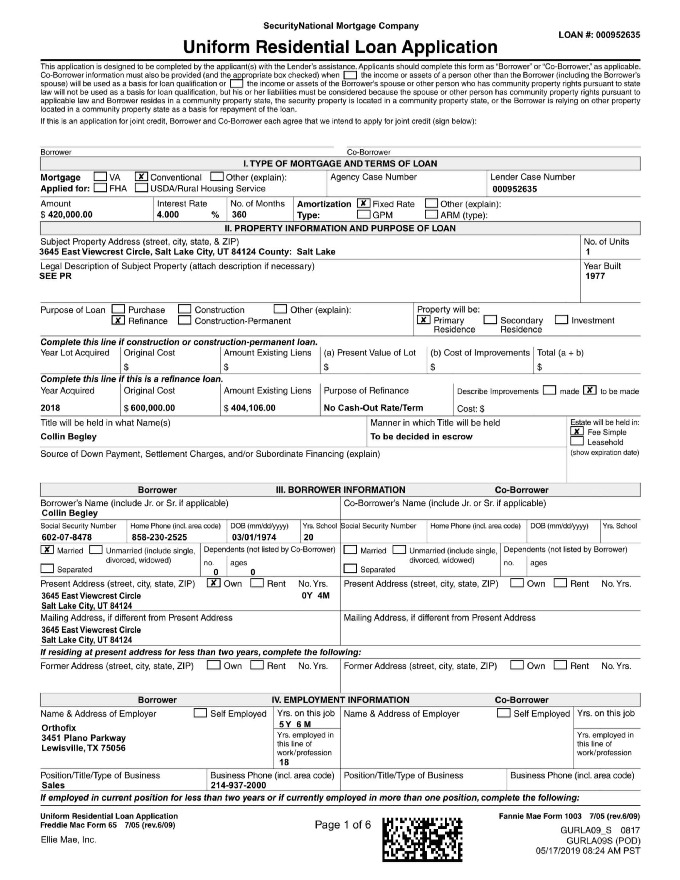 SecurityNational Mortgage Company
LOAN #: 000952635
Uniform Residential Loan Application
This application is designed to be completed by the applicant(s) with the Lender's assistance. Applicants should complete this form as "Borrower" or "Co-Borrower," as applicable.
Co-Borrower information must also be provided (and the appropriate box checked) when the income or assets of a person other than the Borrower (including the Borrower's
spouse) will be used as a basis for loan qualification or the income or assets of the Borrower's spouse or other person who has community property rights pursuant to state
law will not be used as a basis for loan qualification, but his or her liabilities must be considered because the spouse or other person has community property rights pursuant to
applicable law and Borrower resides in a community property state, the security is located in a community property state, or the Borrower is relying on other property
located in a community property state as a basis for repayment of the loan.
If this is an application for joint credit, Borrower and Co-Borrower each agree that we intend to apply for joint credit (sign below):
Borrower Co-Borrower
I. TYPE OF MORTGAGE AND TERMS OF LOAN
Mortgage VA X Conventional Other (explain): Agency Case Number Lender Case Number
Applied for: FHA USDA/Rural Housing Service 000952635
Amount Interest Rate No. of Months Amortization X Fixed Rate Other (explain):
$ 420,000.00 4.000 % 360 Type: GPM ARM (type):
II. PROPERTY INFORMATION AND PURPOSE OF LOAN
Subject Property Address (street, city, state, & ZIP) No. of Units
3645 East Viewcrest Circle, Salt Lake City, UT 84124 County: Salt Lake 1
Legal Description of Subject Property (attach description if necessary) Year Built
SEE PR 1977
Purpose of Loan Purchase Construction Other (explain): Property will be:
X Refinance Construction-Permanent X Primary Residence Secondary Residence Investment
Complete this line if construction or construction-permanent loan.
Year Lot Acquired Original Cost Amount Existing Liens (a) Present Value of Lot (b) Cost of Improvements Total (a + b)
$ $ $ $ $
Complete this line if this is a refinance loan.
Year Acquired Original Cost Amount Existing Liens Purpose of Refinance Describe Improvements made X to be made
2018 $ 600,000.00 $ 404,106.00 No Cash-Out Rate/Term Cost: $
Title will be held in what Name(s) Manner in which Title will be held Estate will be held in:
Collin Begley To be decided in escrow X Fee Simple
Leasehold
Source of Down Payment, Settlement Charges, and/or Subordinate Financing (explain) (show expiration date)
Borrower III. BORROWER INFORMATION Co-Borrower
Borrower's Name (include Jr. or Sr. if applicable) Co-Borrower's Name (include Jr. or Sr. if applicable)
Collin Begley
Social Security Number Home Phone (incl. area code) DOB (mm/dd/yyyy) Yrs. School Social Security Number Home Phone (incl. area code) DOB (mm/dd/yyyy) Yrs. School
602-07-8478 858-230-2525 03/01/1974 20
X Married Unmarried (include single, divorced, widowed) Dependents (not listed by Co-Borrower) Married Unmarried (include single, divorced, widowed) Dependents (not listed by Borrower)
Separated no. 0 ages 0 Separated no. ages
Present Address (street, city, state, ZIP) X Own Rent No. Yrs. Present Address (street, city, state, ZIP) Own Rent No. Yrs.
3645 East Viewcrest Circle 0Y 4M
Salt Lake City, UT 84124
Mailing Address, if different from Present Address Mailing Address, if different from Present Address
3645 East Viewcrest Circle
Salt Lake City, UT 84124
If residing at present address for less than two years, complete the following:
Former Address (street, city, state, ZIP) Own Rent No. Yrs. Former Address (street, city, state, ZIP) Own Rent No. Yrs.
Borrower IV. EMPLOYMENT INFORMATION Co-Borrower
Name & Address of Employer Self Employed Yrs. on this job Name & Address of Employer Self Employed Yrs. on this job
Orthofix 5 Y 6 M
3451 Plano Parkway Yrs. employed in this line of work/profession Yrs. employed in this line of work/profession
Lewisville, TX 75056
18
Position/Title/Type of Business Business Phone (incl. area code) Position/Title/Type of Business Business Phone (incl. area code)
Sales 214-937-2000
If employed in current position for less than two years or if currently employed in more than one position, complete the following:
Uniform Residential Loan Application Fannie Mae Form 1003 7/05 (rev.6/09)
Freddie Mac Form 65 7/05 (rev.6/09)
Page 1 of 6
Ellie Mae, Inc.
GURLA09_S 0817
GURLA09S (POD)
05/17/2019 08:24 AM PST